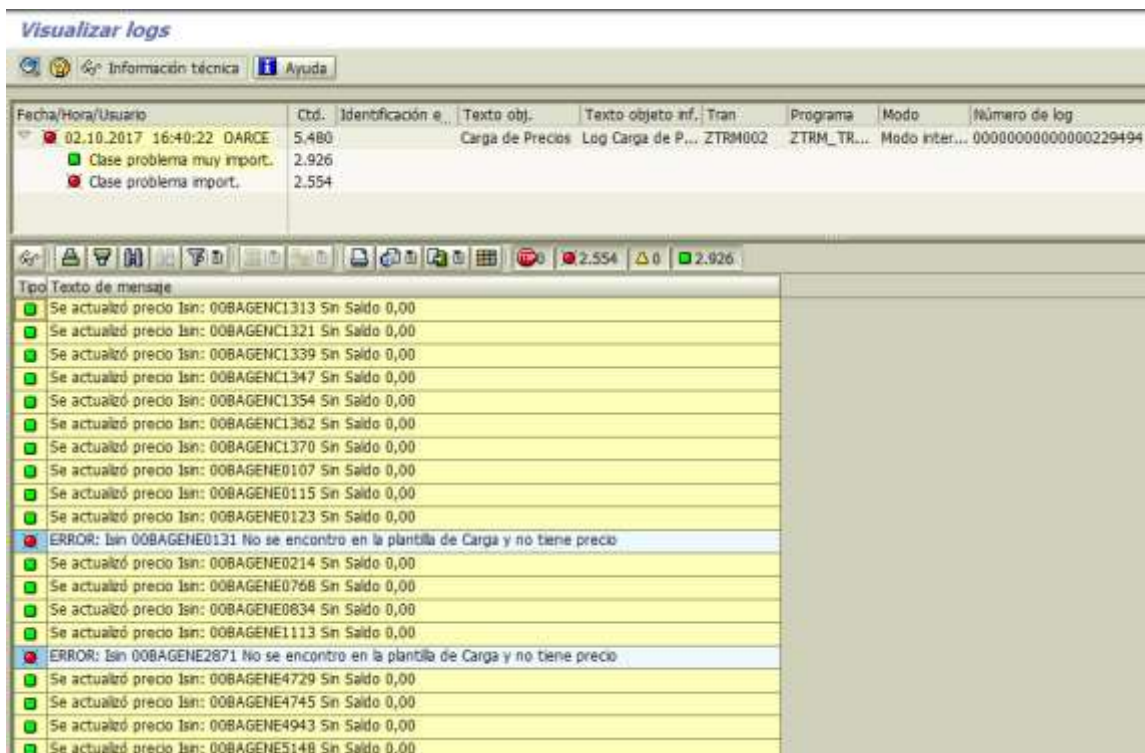 Visualizar logs
Información técnica Ayuda
Fecha/Hora/Usuario Ctd. Identificación e... Texto obj. Texto objeto inf. Tran Programa Modo Número de log
02.10.2017 16:40:22 OARCE 5.480 Carga de Precios Log Carga de P... ZTRM002 ZTRM_TR... Modo inter... 00000000000000229494
Clase problema muy import. 2.926
Clase problema import. 2.554
0 2.554 0 2.926
Tipo Texto de mensaje
Se actualizó precio Isin: 00BAGENC1313 Sin Saldo 0,00
Se actualizó precio Isin: 00BAGENC1321 Sin Saldo 0,00
Se actualizó precio Isin: 00BAGENC1339 Sin Saldo 0,00
Se actualizó precio Isin: 00BAGENC1347 Sin Saldo 0,00
Se actualizó precio Isin: 00BAGENC1354 Sin Saldo 0,00
Se actualizó precio Isin: 00BAGENC1362 Sin Saldo 0,00
Se actualizó precio Isin: 00BAGENC1370 Sin Saldo 0,00
Se actualizó precio Isin: 00BAGENE0107 Sin Saldo 0,00
Se actualizó precio Isin: 00BAGENE0115 Sin Saldo 0,00
Se actualizó precio Isin: 00BAGENE0123 Sin Saldo 0,00
ERROR: Isin 00BAGENE0131 No se encontro en la plantilla de Carga y no tiene precio
Se actualizó precio Isin: 00BAGENE0214 Sin Saldo 0,00
Se actualizó precio Isin: 00BAGENE0768 Sin Saldo 0,00
Se actualizó precio Isin: 00BAGENE0834 Sin Saldo 0,00
Se actualizó precio Isin: 00BAGENE1113 Sin Saldo 0,00
ERROR: Isin 00BAGENE2871 No se encontro en la plantilla de Carga y no tiene precio
Se actualizó precio Isin: 00BAGENE4729 Sin Saldo 0,00
Se actualizó precio Isin: 00BAGENE4745 Sin Saldo 0,00
Se actualizó precio Isin: 00BAGENE4943 Sin Saldo 0,00
Se actualizó precio Isin: 00BAGENE5148 Sin Saldo 0,00